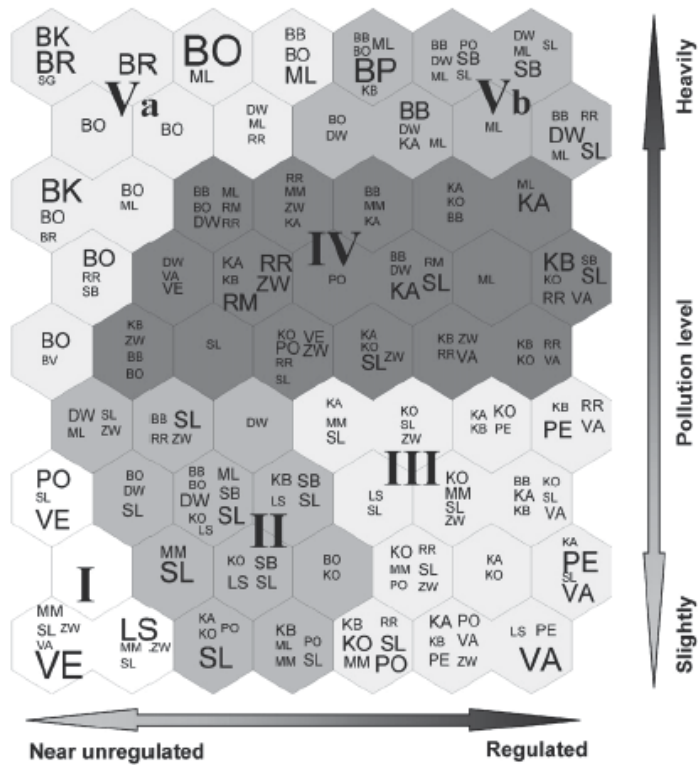 BK
BR
SG
BR
BO
ML
BB
BO
ML
BB ML
BO
BP
KB
BB PO
DW SB
ML SL
DW SL
ML
SB
Va
Vb
BO
BO
DW
ML
RR
BO
DW
BB
DW
KA ML
ML
BB RR
DW
ML SL
BK
BO
BR
BO
ML
BB ML
BO RM
DW RR
RR
MM
ZW
KA
BB
MM
KA
KA
KO
BB
ML
KA
IV
BO
RR
SB
DW
VA
VE
KA RR
KB ZW
RM
PO
BB RM
DW SL
KA
ML
KB SB
KO SL
RR VA
BO
BV
KB
ZW
BB
BO
SL
KO VE
PO ZW
RR
SL
KA
KO
SL ZW
KB ZW
RR VA
KB RR
KO VA
DW SL
ML ZW
BB SL
RR ZW
DW
KA
MM
SL
KO
SL
ZW
KA KO
KB PE
KB RR
PE VA
III
PO
SL
VE
BO
DW
SL
BB ML
BO SB
DW SL
KO LS
KB SB
LS SL
II
LS
SL
KO
MM
SL
ZW
BB KO
KA SL
KB VA
I
MM
SL
KO SB
LS SL
BO
KO
KO RR
MM SL
PO ZW
KA
KO
KA
PE
SL
VA
MM
SL ZW
VA
VE
LS
MM ZW
SL
KA PO
KO
SL
KB PO
ML SL
MM
KB RR
KO SL
MM PO
KA PO
KB VA
PE ZW
LS PE
VA
Heavily
Pollution level
Slightly
Near unregulated
Regulated